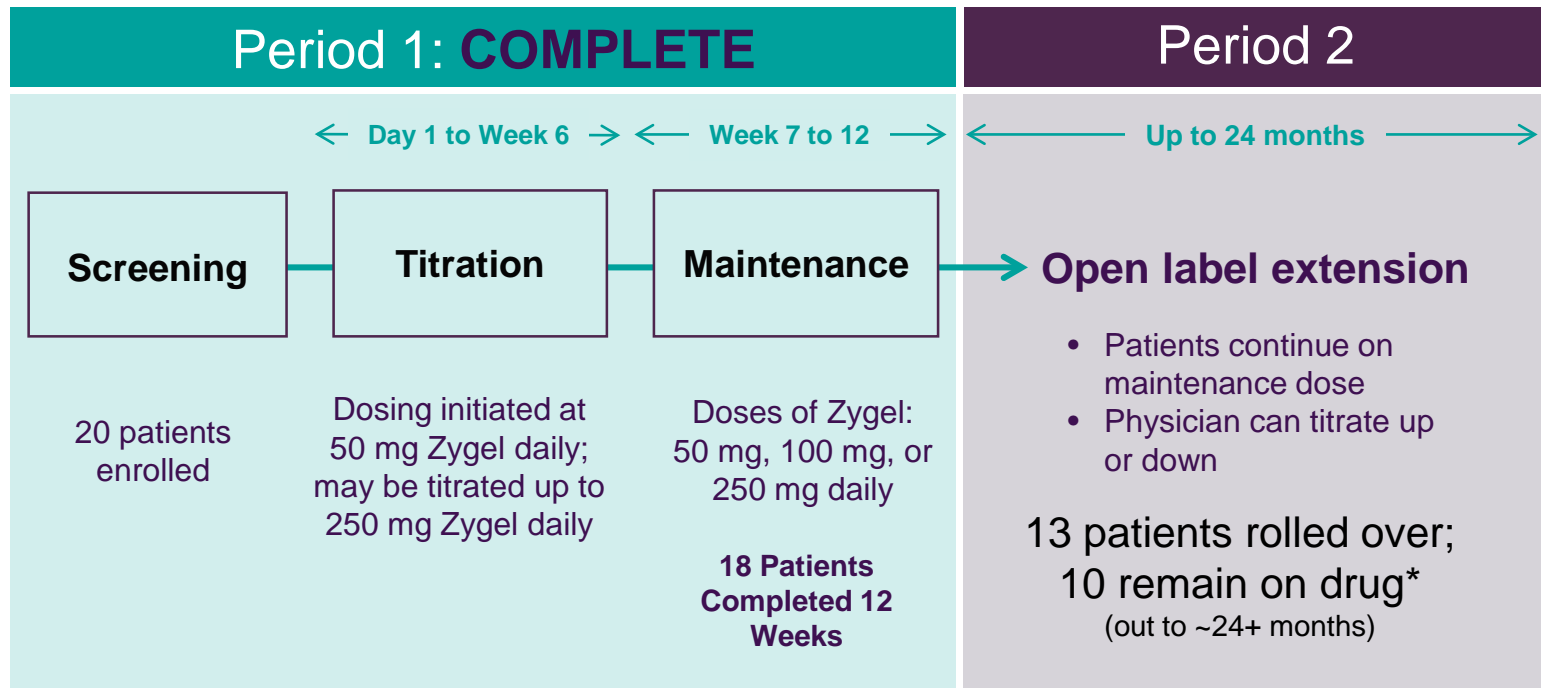 Period 1: COMPLETE
Period 2
Day 1 to Week 6
Week 7 to 12
Up to 24 months
Screening
Titration
Maintenance
Open label extension
20 patients
enrolled
Dosing initiated at
50 mg Zygel daily;
may be titrated up to
250 mg Zygel daily
Doses of Zygel:
50 mg, 100 mg, or
250 mg daily
18 Patients
Completed 12
Weeks
• Patients continue on
maintenance dose
• Physician can titrate up
or down
13 patients rolled over;
10 remain on drug*
(out to ~24+ months)